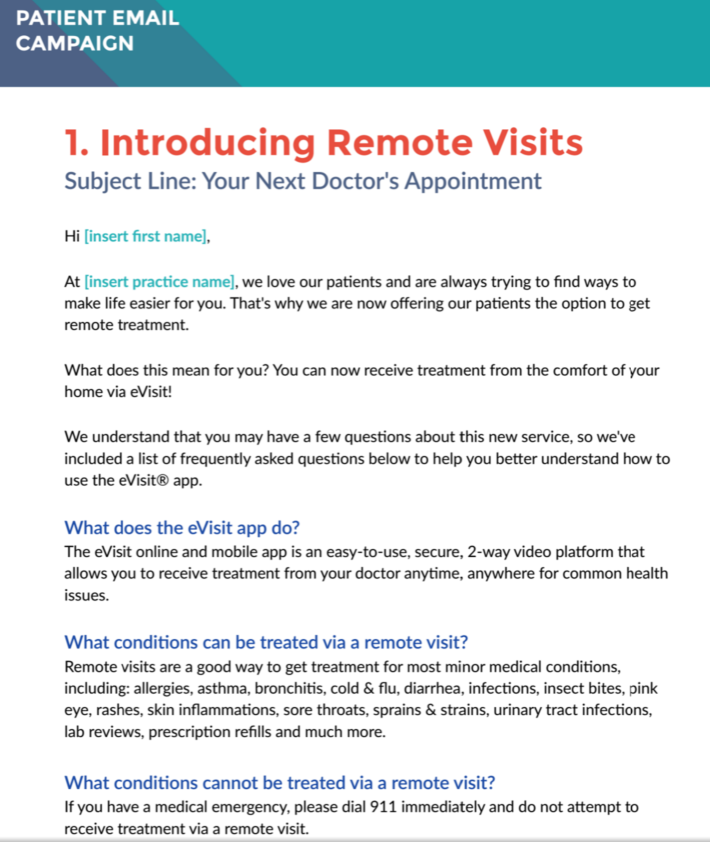 PATIENT EMAIL
CAMPAIGN
1. Introducing Remote Visits
Subject Line: Your Next Doctor's Appointment
Hi [insert first name],
At [insert practice name], we love our patients and are always trying to find ways to
make life easier for you. That's why we are now offering our patients the option to get
remote treatment.
What does this mean for you? You can now receive treatment from the comfort of your
home via eVisit!
We understand that you may have a few questions about this new service, so we've
included a list of frequently asked questions below to help you better understand how to
use the eVisit® app.
What does the eVisit app do?
The eVisit online and mobile app is an easy-to-use, secure, 2-way video platform that
allows you to receive treatment from your doctor anytime, anywhere for common health
issues.
What conditions can be treated via a remote visit?
Remote visits are a good way to get treatment for most minor medical conditions,
including: allergies, asthma, bronchitis, cold & flu, diarrhea, infections, insect bites, pink
eye, rashes, skin inflammations, sore throats, sprains & strains, urinary tract infections,
lab reviews, prescription refills and much more.
What conditions cannot be treated via a remote visit?
If you have a medical emergency, please dial 911 immediately and do not attempt to
receive treatment via a remote visit.